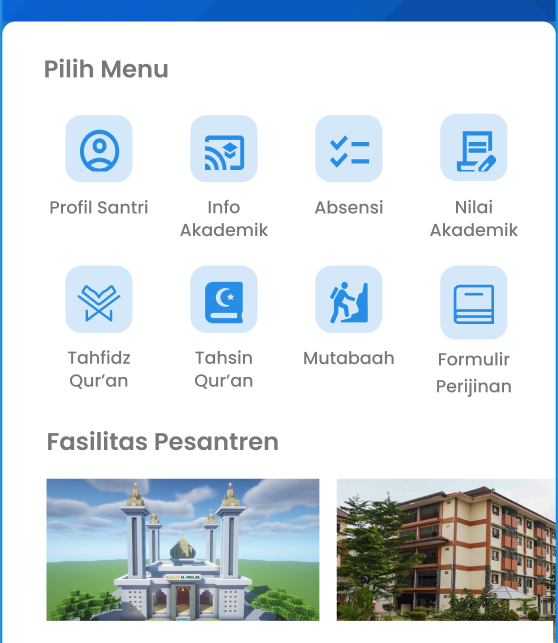 Pilih Menu
Profil Santri
Info
Akademik
Absensi
Nilai
Akademik
Tahfidz
Qur’an
Tahsin
Qur’an
Mutabaah
Formulir
Perijinan
Fasilitas Pesantren